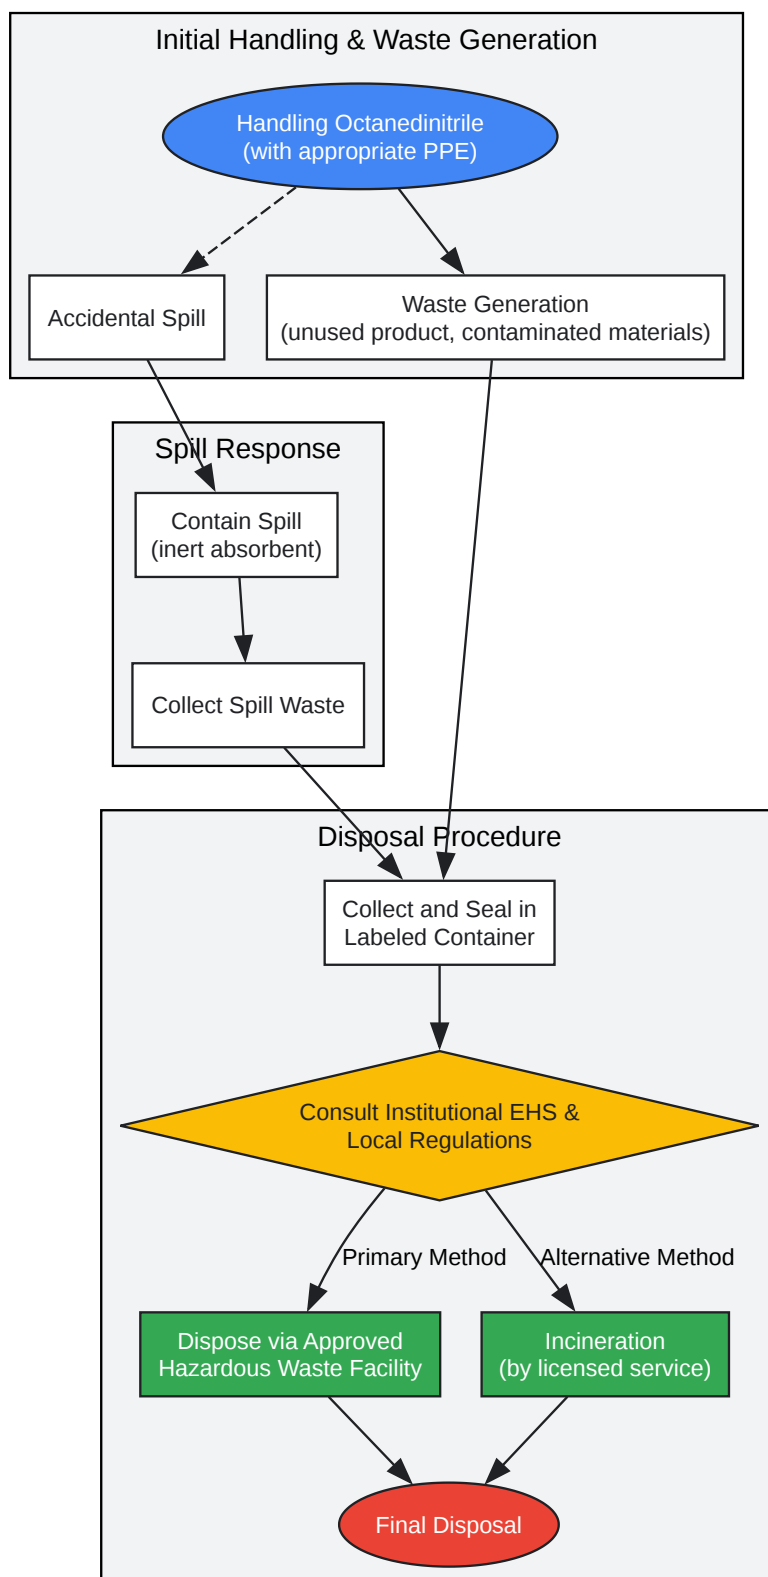 Initial Handling & Waste Generation
Handling Octanedinitrile
(with appropriate PPE)
Accidental Spill
Waste Generation
(unused product, contaminated materials)
Spill Response
Contain Spill
(inert absorbent)
Collect Spill Waste
Disposal Procedure
Collect and Seal in
Labeled Container
Consult Institutional EHS &
Local Regulations
Primary Method
Alternative Method
Dispose via Approved
Hazardous Waste Facility
Incineration
(by licensed service)
Final Disposal